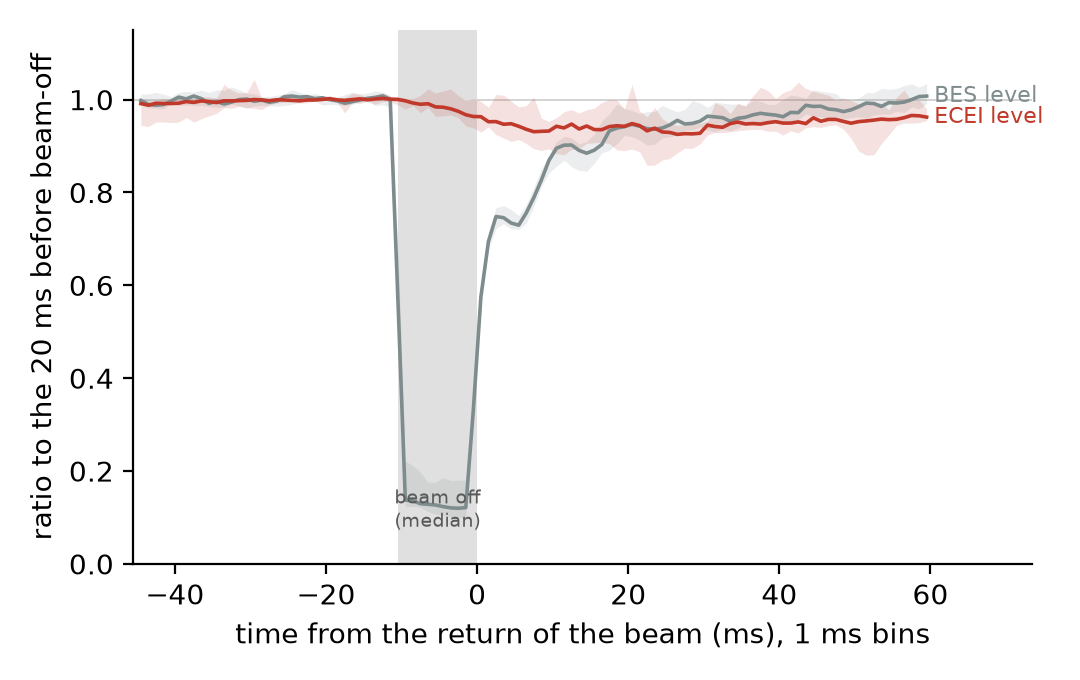 ratio to the 20 ms before beam-off
1.0
0.8
0.6
0.4
0.2
0.0
BES level
ECEI level
beam off
(median)
−40
−20
0
20
40
60
time from the return of the beam (ms), 1 ms bins